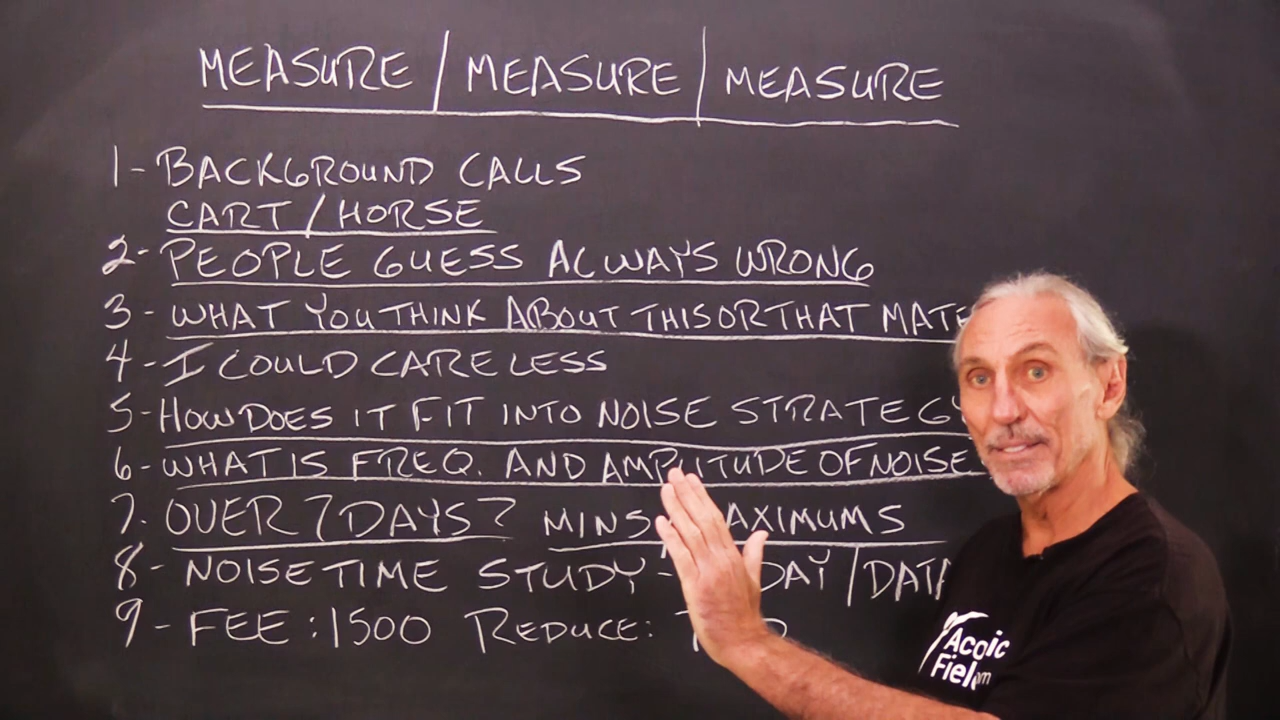 MEASURE / MEASURE / MEASURE
1 - BACKGROUND CALLS
CART / HORSE
2 - PEOPLE GUESS ALWAYS WRONG
3 - WHAT YOU THINK ABOUT THIS OR THAT MATE
4 - I COULD CARE LESS
5 - HOW DOES IT FIT INTO NOISE STRATEGY
6 - WHAT IS FREQ. AND AMPLITUDE OF NOISE
7. OVER 7 DAYS? MINS AXIMUMS
8 - NOISE TIME STUDY - DAY / DATA
9 - FEE : 1500 REDUCE: